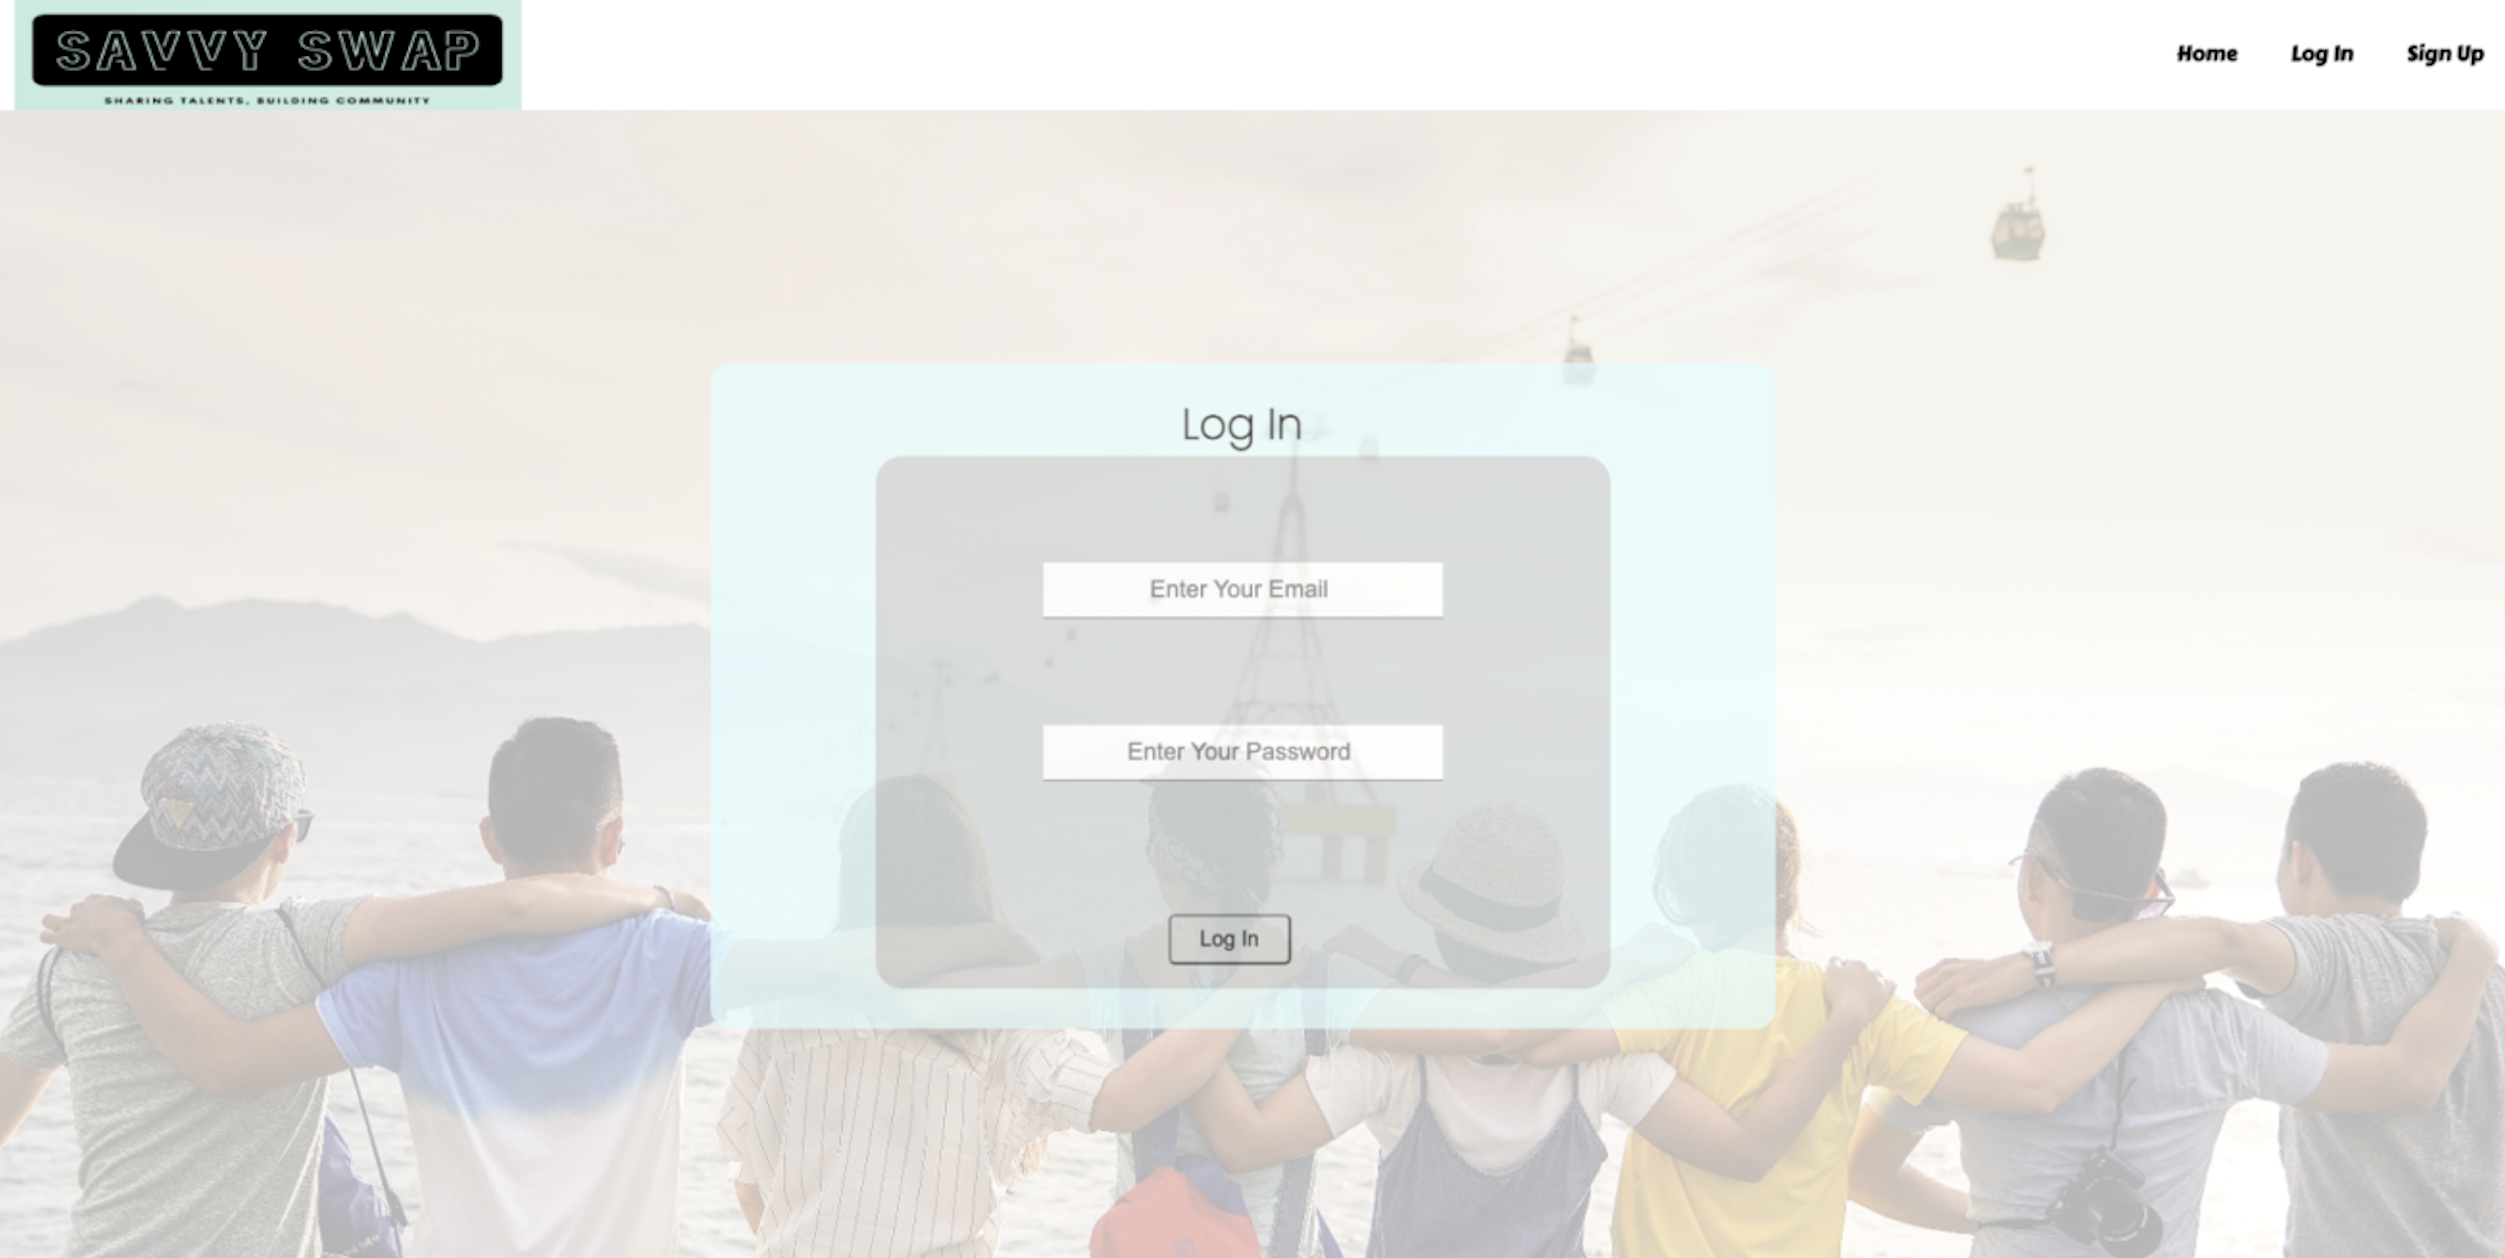 SAVVY SWAP
SHARING TALENTS, BUILDING COMMUNITY
Home
Log In
Sign Up
Log In
Enter Your Email
Enter Your Password
Log In